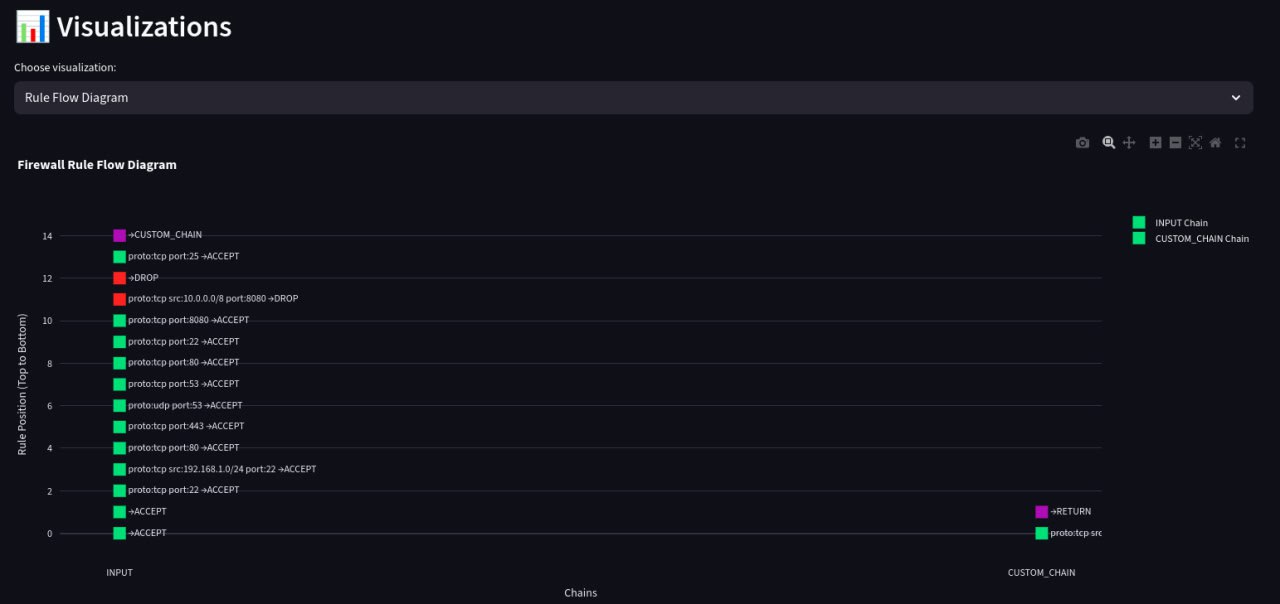 Visualizations
Choose visualization:
Rule Flow Diagram
Firewall Rule Flow Diagram
INPUT Chain
CUSTOM_CHAIN Chain
Rule Position (Top to Bottom)
14
→CUSTOM_CHAIN
proto:tcp port:25 →ACCEPT
12
→DROP
proto:tcp src:10.0.0.0/8 port:8080 →DROP
10
proto:tcp port:8080 →ACCEPT
proto:tcp port:22 →ACCEPT
8
proto:tcp port:80 →ACCEPT
proto:tcp port:53 →ACCEPT
6
proto:udp port:53 →ACCEPT
proto:tcp port:443 →ACCEPT
4
proto:tcp port:80 →ACCEPT
proto:tcp src:192.168.1.0/24 port:22 →ACCEPT
2
proto:tcp port:22 →ACCEPT
→ACCEPT
→RETURN
0
→ACCEPT
proto:tcp src
INPUT
CUSTOM_CHAIN
Chains